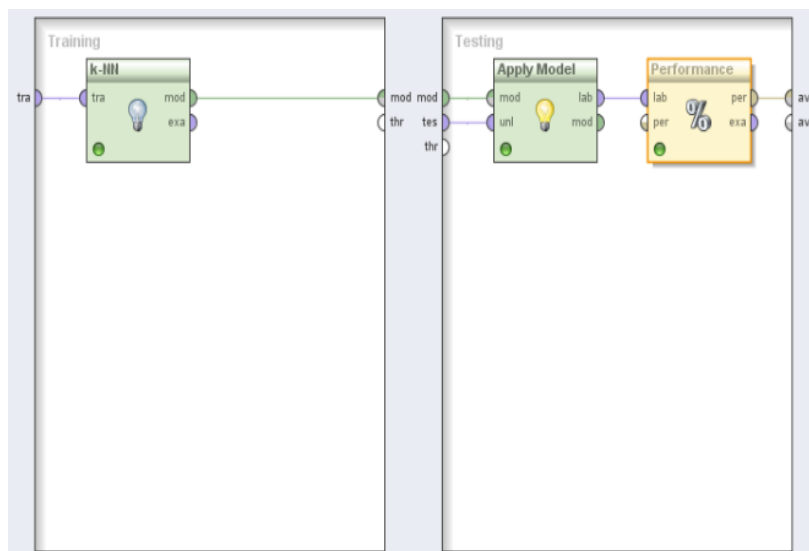 Training
k-NN
tra
tra
mod
exa
mod
thr
Testing
Apply Model
Performance
mod
tes
thr
mod
unl
lab
mod
lab
per
per
exa
av
av